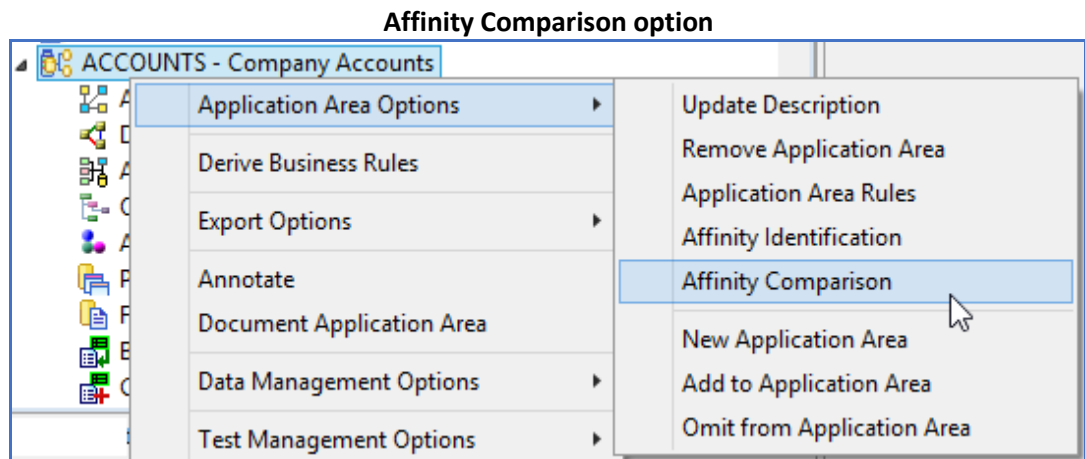 Affinity Comparison option
ACCOUNTS - Company Accounts
Application Area Options
Derive Business Rules
Export Options
Annotate
Document Application Area
Data Management Options
Test Management Options
Update Description
Remove Application Area
Application Area Rules
Affinity Identification
Affinity Comparison
New Application Area
Add to Application Area
Omit from Application Area